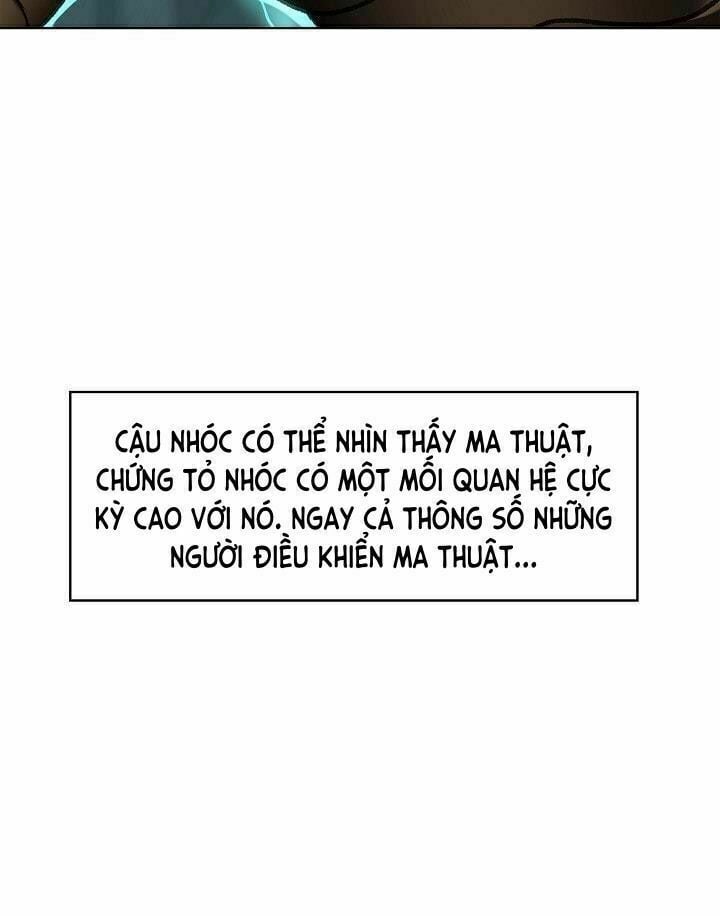 CẬU NHÓC CÓ THỂ NHÌN THẤY MA THUẬT,
CHỨNG TỎ NHÓC CÓ MỘT MỐI QUAN HỆ CỰC
KỲ CAO VỚI NÓ. NGAY CẢ THÔNG SỐ NHỮNG
NGƯỜI ĐIỀU KHIỂN MA THUẬT...